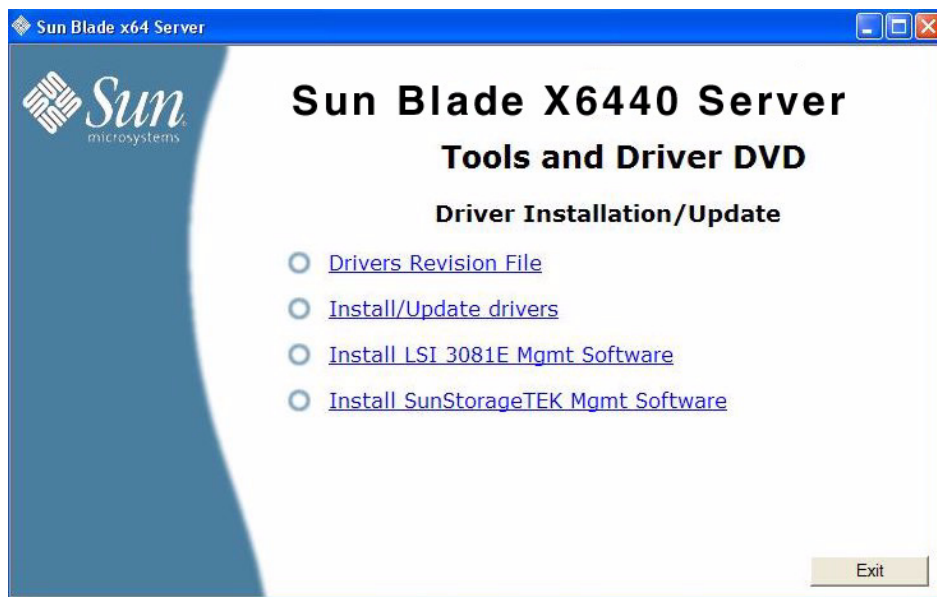 Sun Blade x64 Server
Sun
microsystems
Sun Blade X6440 Server
Tools and Driver DVD
Driver Installation/Update
Drivers Revision File
Install/Update drivers
Install LSI 3081E Mgmt Software
Install SunStorageTEK Mgmt Software
Exit